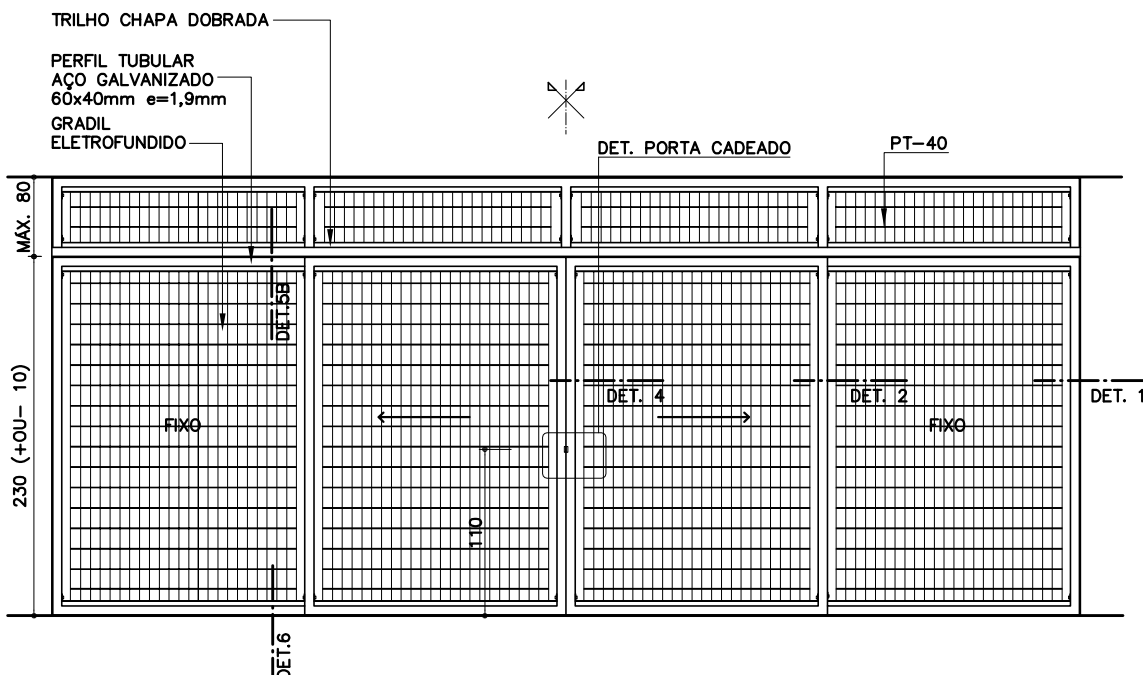 TRILHO CHAPA DOBRADA
PERFIL TUBULAR
AÇO GALVANIZADO
60x40mm e=1,9mm
GRADIL
ELETROFUNDIDO
DET. PORTA CADEADO
PT-40
MÁX. 80
DET.5B
230 (+OU- 10)
DET. 4
DET. 2
DET. 1
FIXO
FIXO
110
DET.6